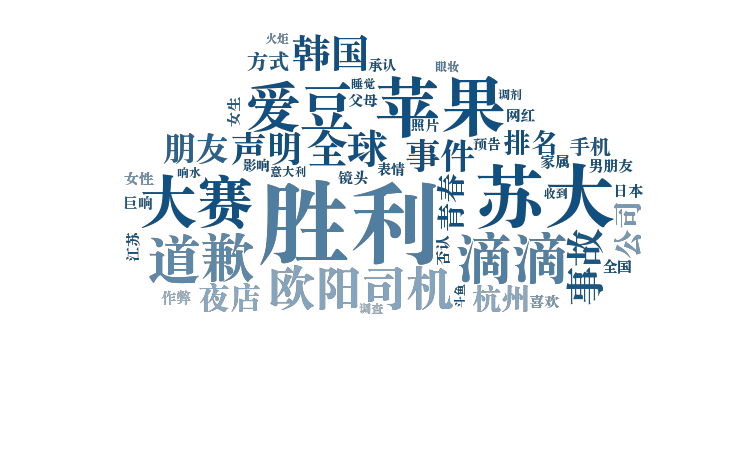 火炬
韩国
方式
承认
眼妆
睡觉
爱豆
苹果
调剂
父母
女生
网红
照片
朋友
声明
全球
事件
预告
排名
手机
影响
家属
男朋友
响水
意大利
表情
镜头
女性
大赛
胜利
青春
苏大
收到
日本
巨响
公司
江苏
道歉
否认
滴滴
事故
全国
欧阳
司机
作弊
夜店
调查
斗鱼
杭州
喜欢